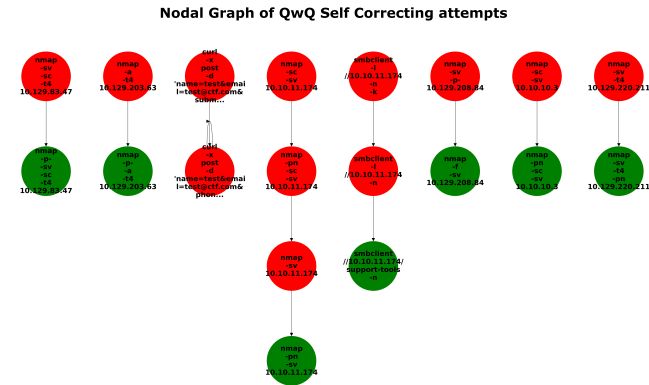 Nodal Graph of QwQ Self Correcting attempts
nmap
-sv
-sc
-t4
10.129.83.47
nmap
-a
-t4
10.129.203.63
curl
-x
post
-d
'name=test&emai
l=test@ctf.com&
subm...
nmap
-sc
-sv
10.10.11.174
smbclient
-l
//10.10.11.174
-n
-k
nmap
-sv
-p-
10.129.208.84
nmap
-sc
-sv
10.10.10.3
nmap
-sv
-t4
10.129.220.211
nmap
-p-
-sv
-sc
-t4
10.129.83.47
nmap
-p-
-a
-t4
10.129.203.63
curl
-x
post
-d
'name=test&emai
l=test@ctf.com&
phon...
nmap
-pn
-sc
-sv
10.10.11.174
smbclient
-l
//10.10.11.174
-n
nmap
-f
-sv
10.129.208.84
nmap
-pn
-sc
-sv
10.10.10.3
nmap
-sv
-t4
-pn
10.129.220.211
nmap
-sv
10.10.11.174
smbclient
//10.10.11.174/
support-tools
-n
nmap
-pn
-sv
10.10.11.174